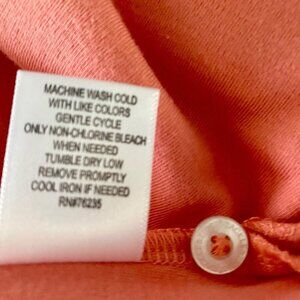 MACHINE WASH COLD
WITH LIKE COLORS
GENTLE CYCLE
ONLY NON-CHLORINE BLEACH
WHEN NEEDED
TUMBLE DRY LOW
REMOVE PROMPTLY
COOL IRON IF NEEDED
RN#76235